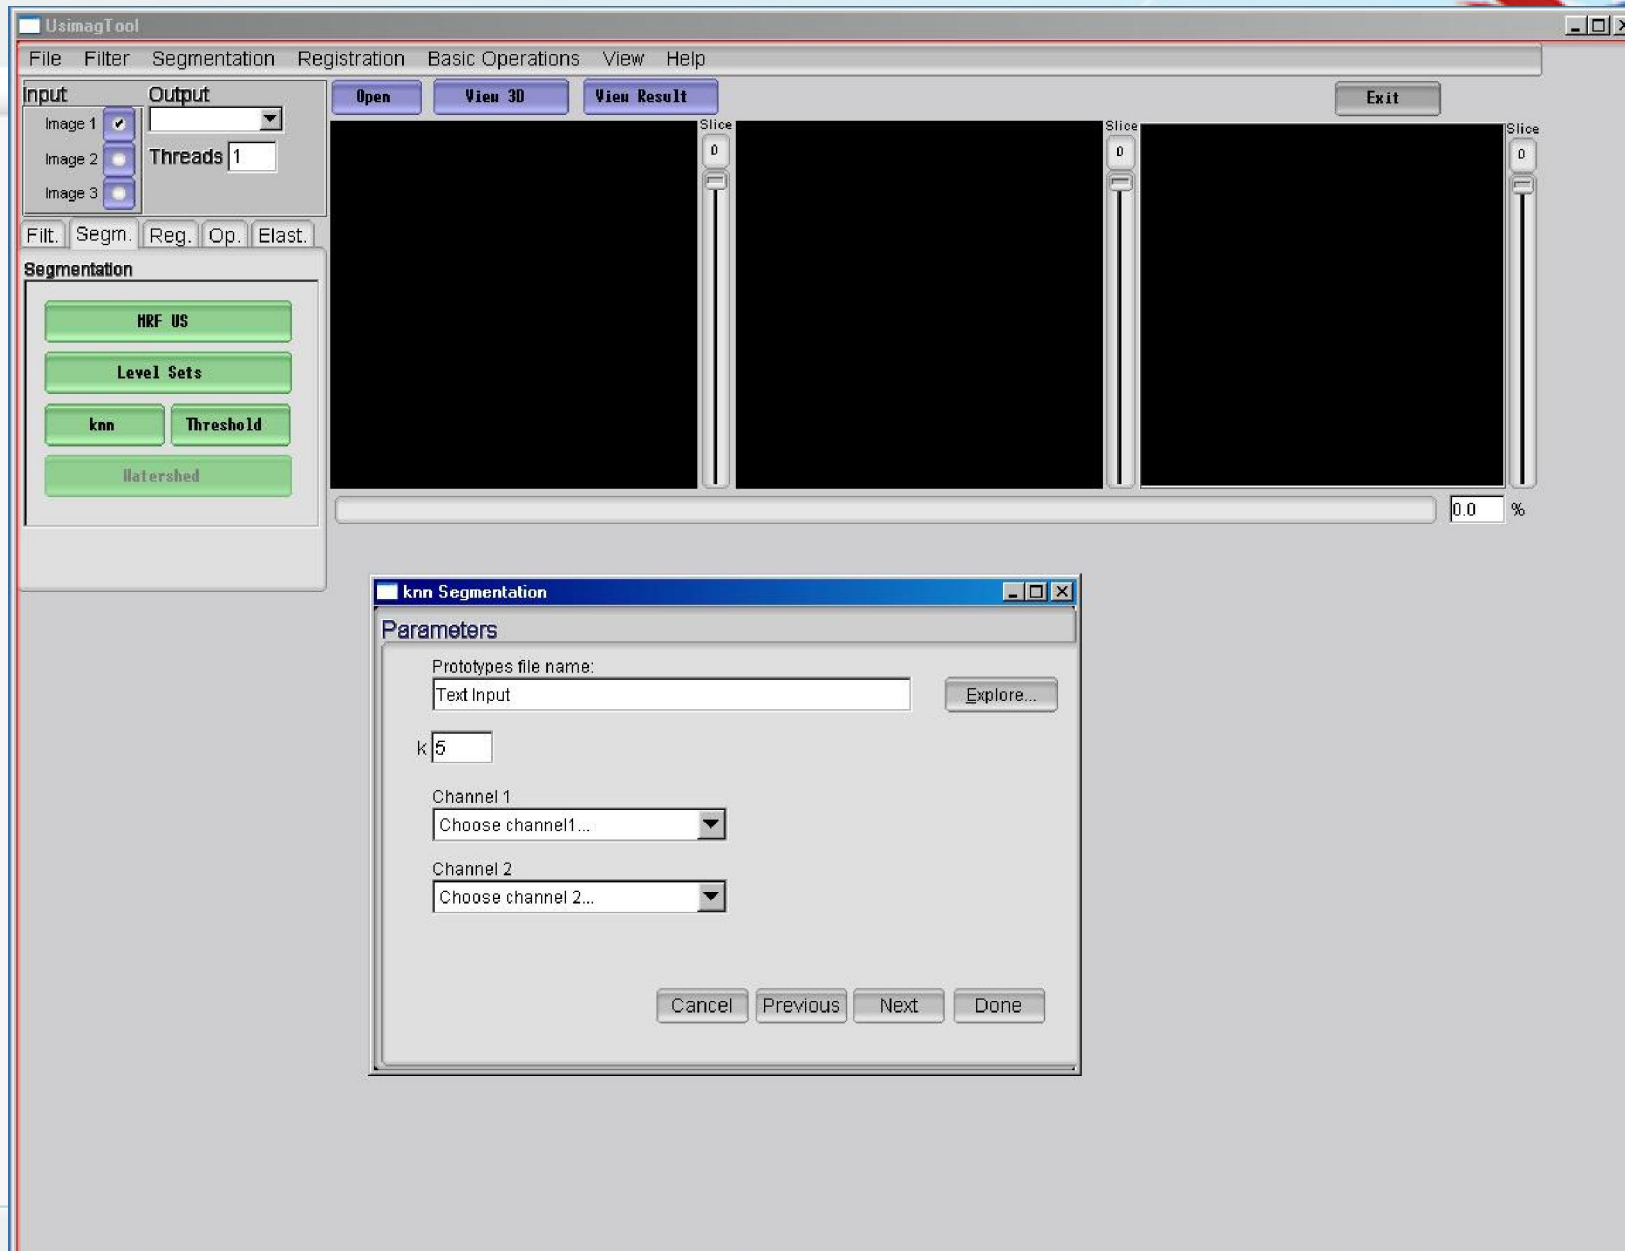 UsimagTool
File Filter Segmentation Registration Basic Operations View Help
Input Output Open View 3D View Result Exit
Image 1
Threads 1
Image 2
Image 3
Slice Slice Slice
0 0 0
Filt. Segm. Reg. Op. Elast.
Segmentation
MRF US
Level Sets
knn Threshold
Watershed
0.0 %
knn Segmentation
Parameters
Prototypes file name:
Text Input Explore...
k 5
Channel 1
Choose channel1...
Channel 2
Choose channel 2...
Cancel Previous Next Done